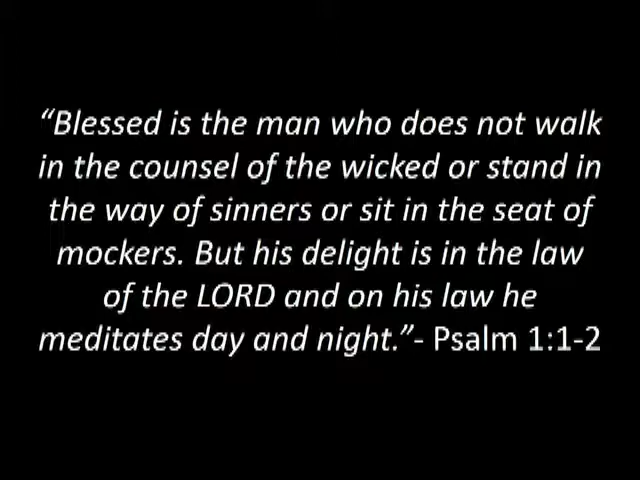 “Blessed is the man who does not walk
in the counsel of the wicked or stand in
the way of sinners or sit in the seat of
mockers. But his delight is in the law
of the LORD and on his law he
meditates day and night.”- Psalm 1:1-2